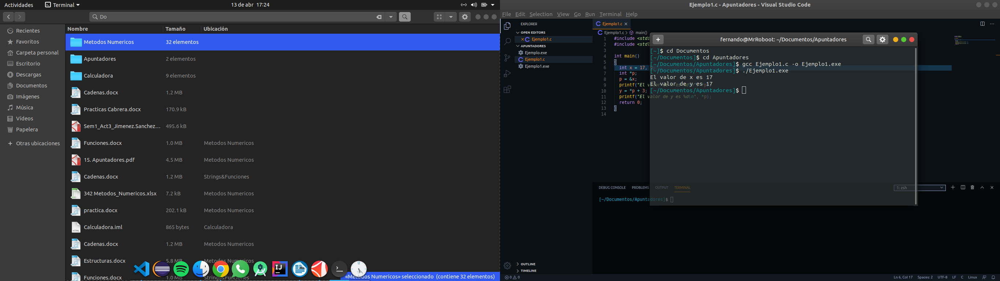 Actividades
Terminal
13 de abr 17:24
Do
Nombre
Tamaño
Ubicación
Recientes
Favoritos
Carpeta personal
Escritorio
Descargas
Documentos
Imágenes
Música
Vídeos
Papelera
Otras ubicaciones
Metodos Numericos 32 elementos
Apuntadores 2 elementos
Calculadora 9 elementos
Cadenas.docx 1.2 MB
Practicas Cabrera.docx 170.9 kB
Sem1_Act3_Jimenez.Sanchez… 495.6 kB
Funciones.docx 1.0 MB Metodos Numericos
15. Apuntadores.pdf 4.5 MB Metodos Numericos
Cadenas.docx 1.2 MB Strings&Funciones
342 Metodos_Numericos.xlsx 7.2 kB Metodos Numericos
practica.docx 202.1 kB Metodos Numericos
Calculadora.iml 865 bytes Calculadora
Cadenas.docx 1.2 MB Metodos Numericos
Estructuras.docx 5.8 MB Metodos Numericos
Funciones.docx 1.0 MB Strings&Funciones
«Metodos Numericos» seleccionado (contiene 32 elementos)
Ejemplo1.c - Apuntadores - Visual Studio Code
File Edit Selection View Go Run Terminal Help
EXPLORER
OPEN EDITORS
Ejemplo1.c
APUNTADORES
Ejemplo.exe
Ejemplo1.c
Ejemplo1.exe
OUTLINE
TIMELINE
Ejemplo1.c
Ejemplo1.c > main()
1 #include <stdi
2 #include <stdl
3
4 int main()
5 {
6 int x = 17,
7 int *p;
8 p = &x;
9 printf("El valor de x es %d\n", *p);
10 y = *p + 3;
11 printf("El valor de y es %d\n", *p);
12 return 0;
13 }
14
fernando@MrRoboot: ~/Documentos/Apuntadores
[~]$ cd Documentos
[~/Documentos]$ cd Apuntadores
[~/Documentos/Apuntadores]$ gcc Ejemplo1.c -o Ejemplo1.exe
[~/Documentos/Apuntadores]$ ./Ejemplo1.exe
El valor de x es 17
El valor de y es 17
[~/Documentos/Apuntadores]$
DEBUG CONSOLE PROBLEMS OUTPUT TERMINAL
1: zsh
[~/Documentos/Apuntadores]$
0 0
Ln 6, Col 17 Spaces: 2 UTF-8 LF C Linux